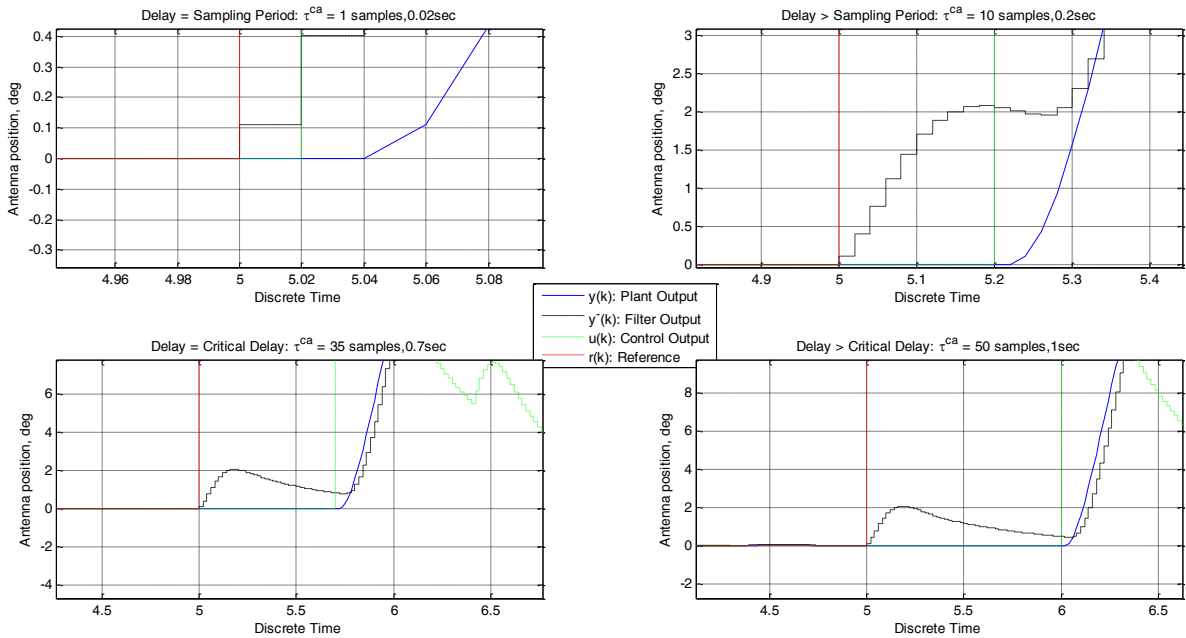 Delay = Sampling Period: τ^ca = 1 samples,0.02sec
0.4
0.3
0.2
0.1
0
-0.1
-0.2
-0.3
Antenna position, deg
4.96 4.98 5 5.02 5.04 5.06 5.08
Discrete Time
Delay > Sampling Period: τ^ca = 10 samples,0.2sec
3
2.5
2
1.5
1
0.5
0
Antenna position, deg
4.9 5 5.1 5.2 5.3 5.4
Discrete Time
y(k): Plant Output
yˉ(k): Filter Output
u(k): Control Output
r(k): Reference
Delay = Critical Delay: τ^ca = 35 samples,0.7sec
6
4
2
0
-2
-4
Antenna position, deg
4.5 5 5.5 6 6.5
Discrete Time
Delay > Critical Delay: τ^ca = 50 samples,1sec
8
6
4
2
0
-2
Antenna position, deg
4.5 5 5.5 6 6.5
Discrete Time